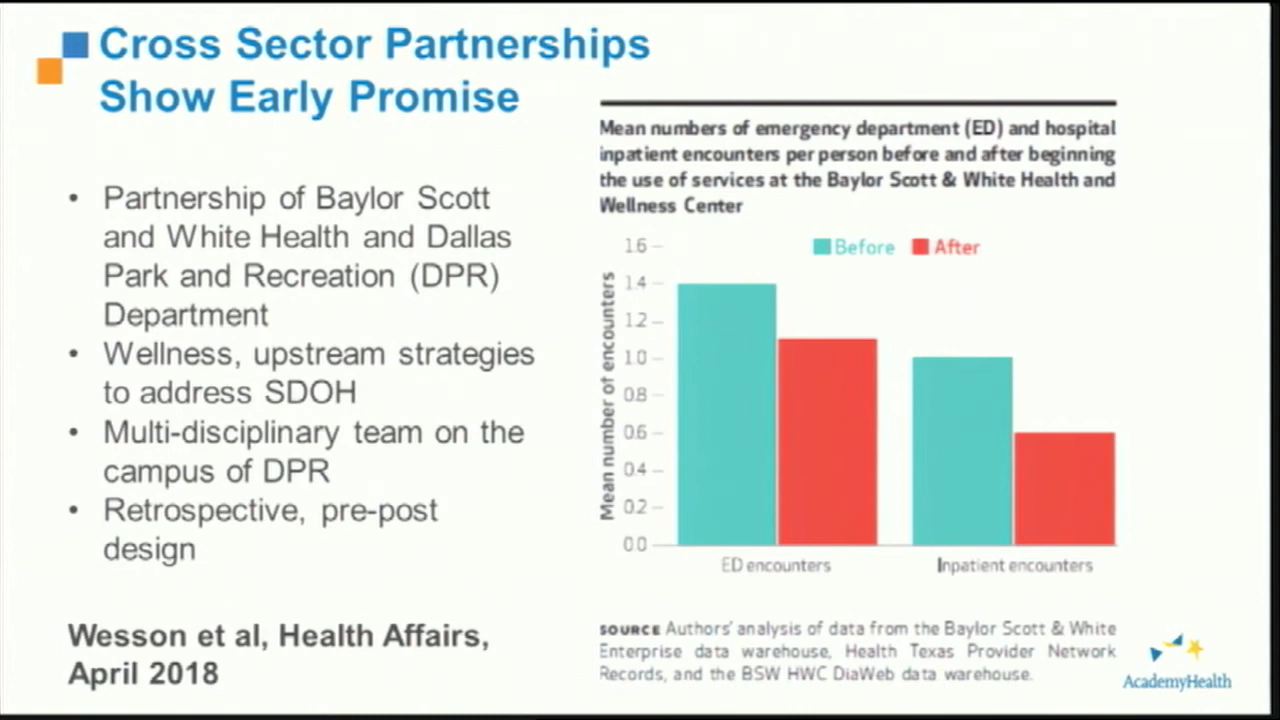 Cross Sector Partnerships
Show Early Promise
• Partnership of Baylor Scott
and White Health and Dallas
Park and Recreation (DPR)
Department
• Wellness, upstream strategies
to address SDOH
• Multi-disciplinary team on the
campus of DPR
• Retrospective, pre-post
design
Wesson et al, Health Affairs,
April 2018
Mean numbers of emergency department (ED) and hospital
inpatient encounters per person before and after beginning
the use of services at the Baylor Scott & White Health and
Wellness Center
Before After
Mean number of encounters
1.6
1.4
1.2
1.0
0.8
0.6
0.4
0.2
0.0
ED encounters Inpatient encounters
SOURCE Authors' analysis of data from the Baylor Scott & White
Enterprise data warehouse, Health Texas Provider Network
Records, and the BSW HWC DiaWeb data warehouse.
AcademyHealth